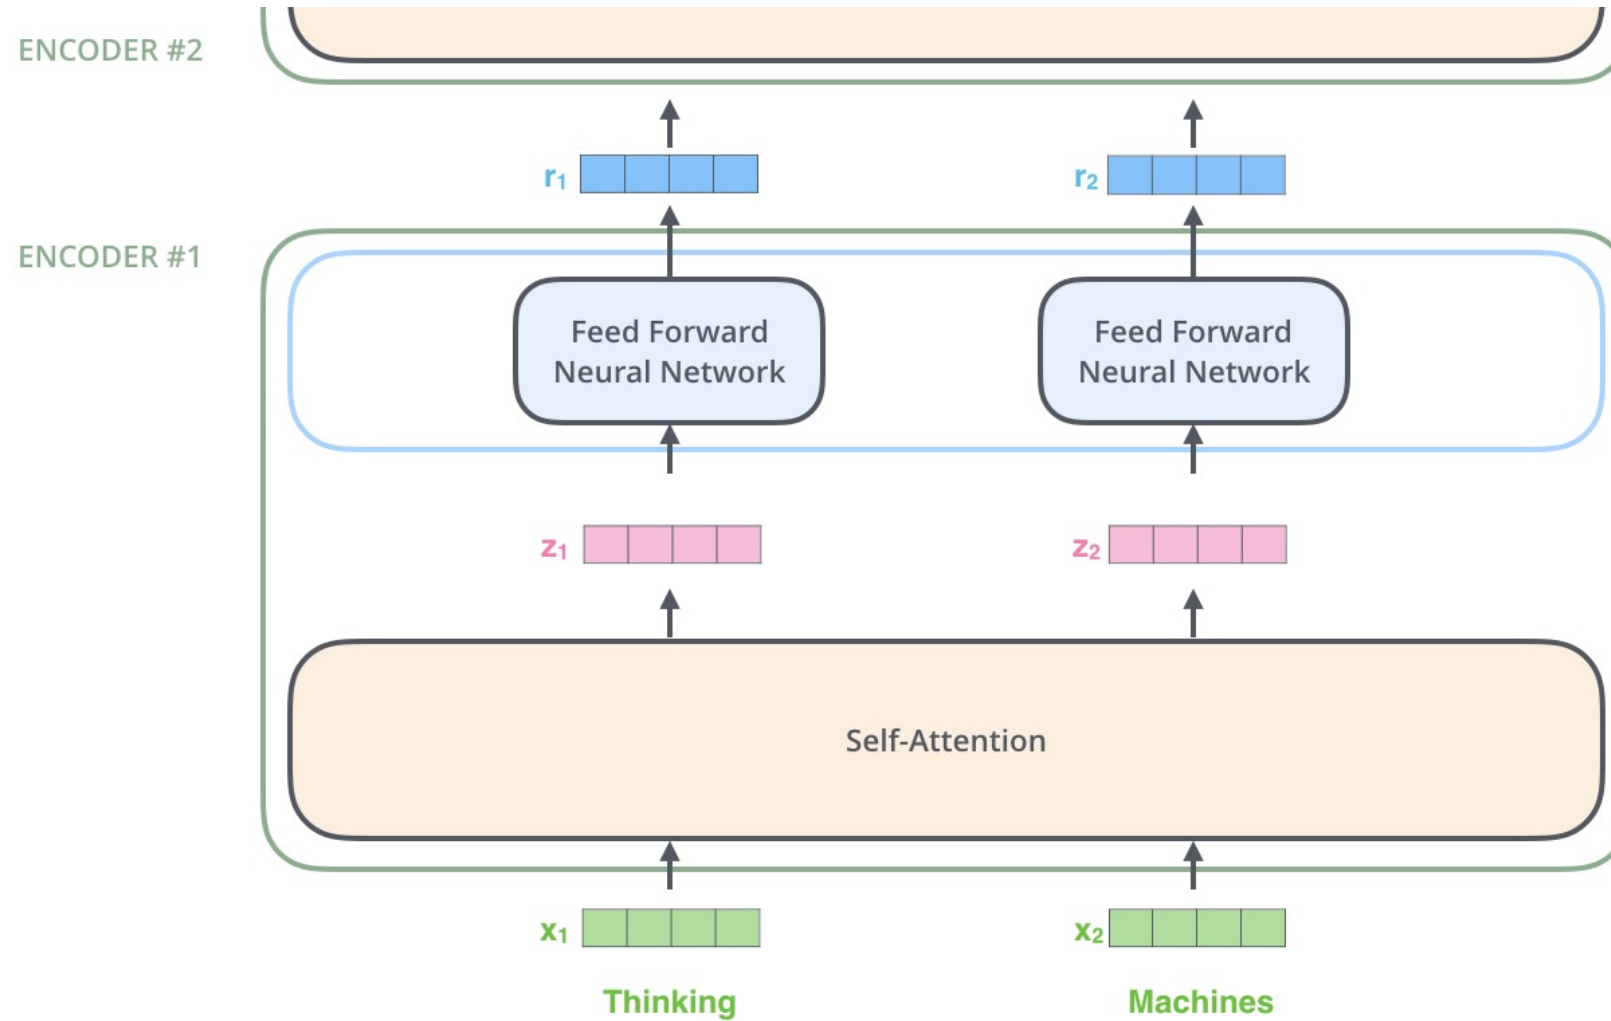 ENCODER #2
r₁
r₂
ENCODER #1
Feed Forward
Neural Network
Feed Forward
Neural Network
z₁
z₂
Self-Attention
x₁
x₂
Thinking
Machines